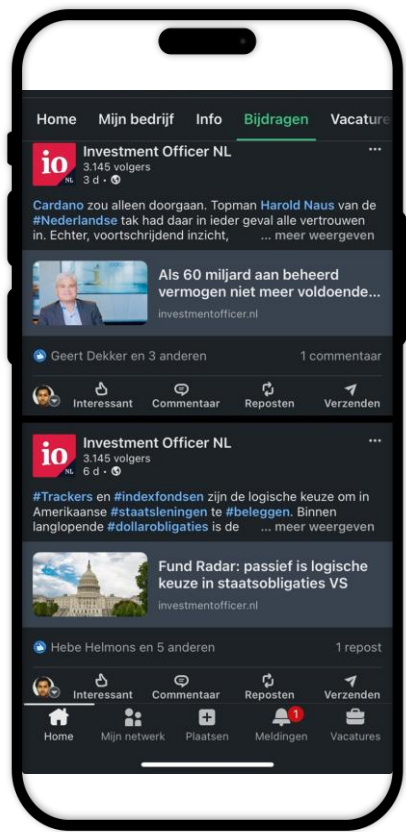 Home Mijn bedrijf Info Bijdragen Vacature
io
NL
Investment Officer NL
3.145 volgers
3 d •
Cardano zou alleen doorgaan. Topman Harold Naus van de
#Nederlandse tak had daar in ieder geval alle vertrouwen
in. Echter, voortschrijdend inzicht, ... meer weergeven
Als 60 miljard aan beheerd
vermogen niet meer voldoende...
investmentofficer.nl
Geert Dekker en 3 anderen 1 commentaar
Interessant Commentaar Reposten Verzenden
io
NL
Investment Officer NL
3.145 volgers
6 d •
#Trackers en #indexfondsen zijn de logische keuze om in
Amerikaanse #staatsleningen te #beleggen. Binnen
langlopende #dollarobligaties is de ... meer weergeven
Fund Radar: passief is logische
keuze in staatsobligaties VS
investmentofficer.nl
Hebe Helmons en 5 anderen 1 repost
Interessant Commentaar Reposten Verzenden
1
Home Mijn netwerk Plaatsen Meldingen Vacatures